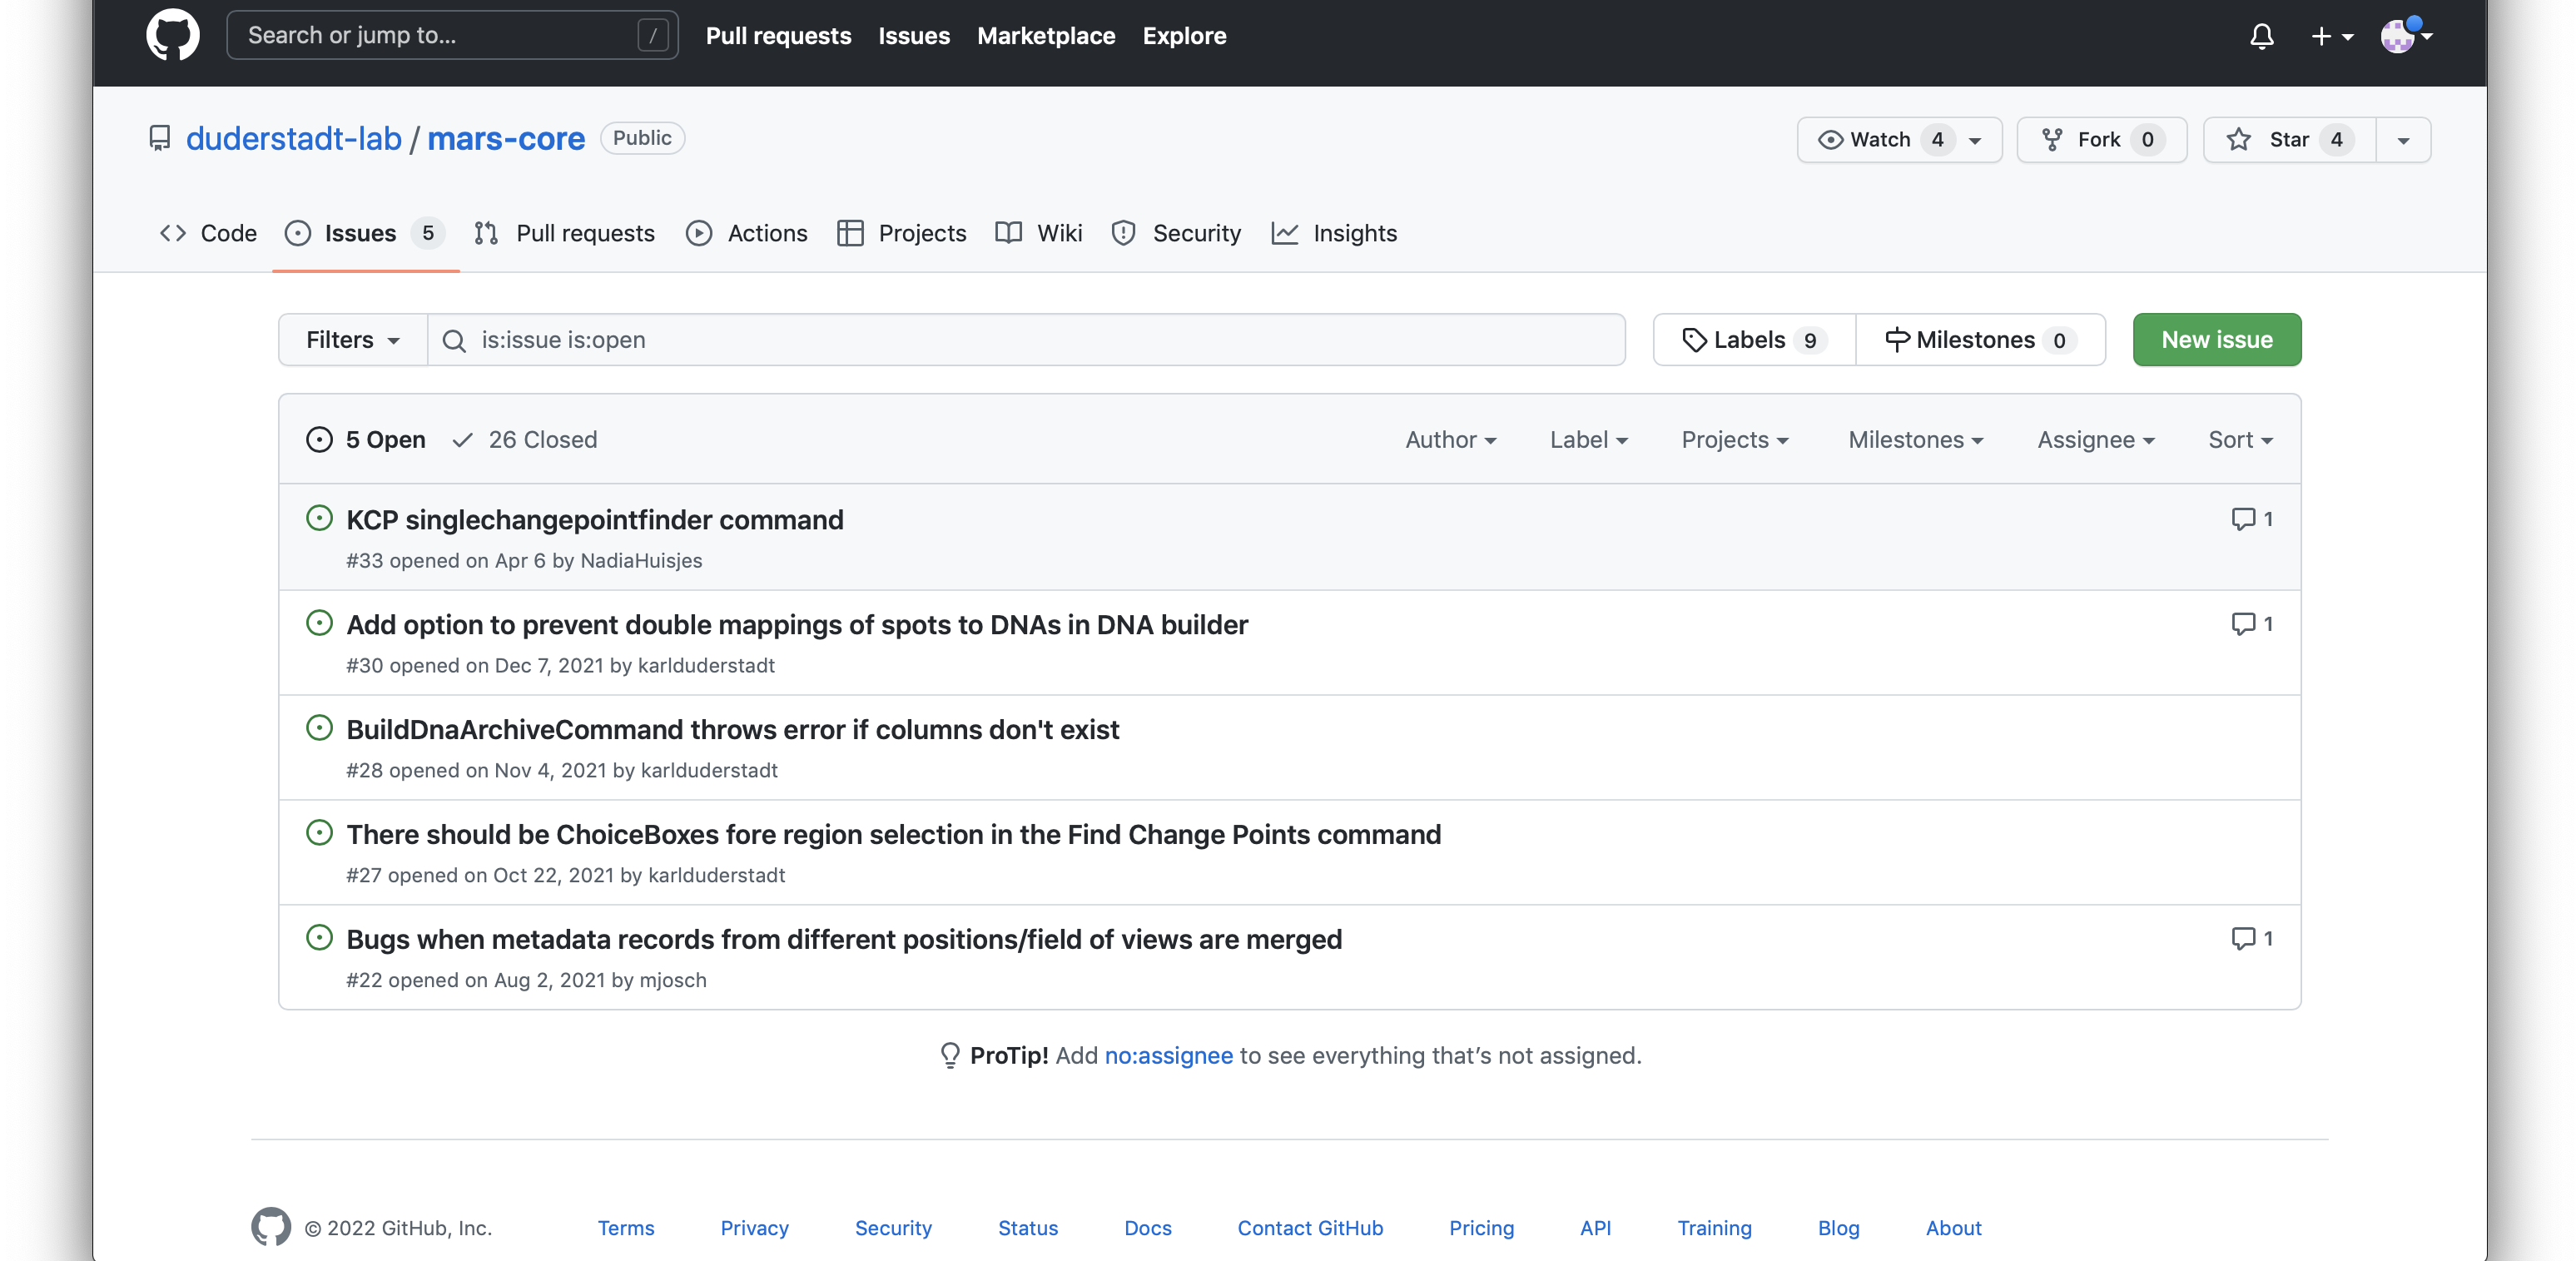 Search or jump to... / Pull requests Issues Marketplace Explore
duderstadt-lab / mars-core Public Watch 4 Fork 0 Star 4
Code Issues 5 Pull requests Actions Projects Wiki Security Insights
Filters is:issue is:open Labels 9 Milestones 0 New issue
5 Open 26 Closed Author Label Projects Milestones Assignee Sort
KCP singlechangepointfinder command 1
#33 opened on Apr 6 by NadiaHuisjes
Add option to prevent double mappings of spots to DNAs in DNA builder 1
#30 opened on Dec 7, 2021 by karlduderstadt
BuildDnaArchiveCommand throws error if columns don't exist
#28 opened on Nov 4, 2021 by karlduderstadt
There should be ChoiceBoxes fore region selection in the Find Change Points command
#27 opened on Oct 22, 2021 by karlduderstadt
Bugs when metadata records from different positions/field of views are merged 1
#22 opened on Aug 2, 2021 by mjosch
ProTip! Add no:assignee to see everything that’s not assigned.
© 2022 GitHub, Inc. Terms Privacy Security Status Docs Contact GitHub Pricing API Training Blog About